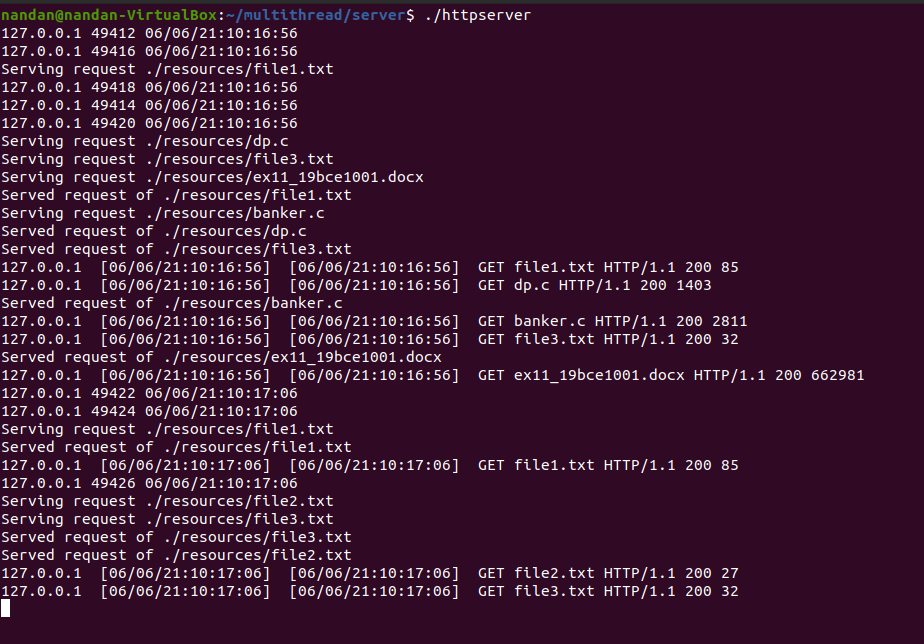 nandan@nandan-VirtualBox:~/multithread/server$ ./httpserver
127.0.0.1 49412 06/06/21:10:16:56
127.0.0.1 49416 06/06/21:10:16:56
Serving request ./resources/file1.txt
127.0.0.1 49418 06/06/21:10:16:56
127.0.0.1 49414 06/06/21:10:16:56
127.0.0.1 49420 06/06/21:10:16:56
Serving request ./resources/dp.c
Serving request ./resources/file3.txt
Serving request ./resources/ex11_19bce1001.docx
Served request of ./resources/file1.txt
Serving request ./resources/banker.c
Served request of ./resources/dp.c
Served request of ./resources/file3.txt
127.0.0.1  [06/06/21:10:16:56]  [06/06/21:10:16:56]  GET file1.txt HTTP/1.1 200 85
127.0.0.1  [06/06/21:10:16:56]  [06/06/21:10:16:56]  GET dp.c HTTP/1.1 200 1403
Served request of ./resources/banker.c
127.0.0.1  [06/06/21:10:16:56]  [06/06/21:10:16:56]  GET banker.c HTTP/1.1 200 2811
127.0.0.1  [06/06/21:10:16:56]  [06/06/21:10:16:56]  GET file3.txt HTTP/1.1 200 32
Served request of ./resources/ex11_19bce1001.docx
127.0.0.1  [06/06/21:10:16:56]  [06/06/21:10:16:56]  GET ex11_19bce1001.docx HTTP/1.1 200 662981
127.0.0.1 49422 06/06/21:10:17:06
127.0.0.1 49424 06/06/21:10:17:06
Serving request ./resources/file1.txt
Served request of ./resources/file1.txt
127.0.0.1  [06/06/21:10:17:06]  [06/06/21:10:17:06]  GET file1.txt HTTP/1.1 200 85
127.0.0.1 49426 06/06/21:10:17:06
Serving request ./resources/file2.txt
Serving request ./resources/file3.txt
Served request of ./resources/file3.txt
Served request of ./resources/file2.txt
127.0.0.1  [06/06/21:10:17:06]  [06/06/21:10:17:06]  GET file2.txt HTTP/1.1 200 27
127.0.0.1  [06/06/21:10:17:06]  [06/06/21:10:17:06]  GET file3.txt HTTP/1.1 200 32